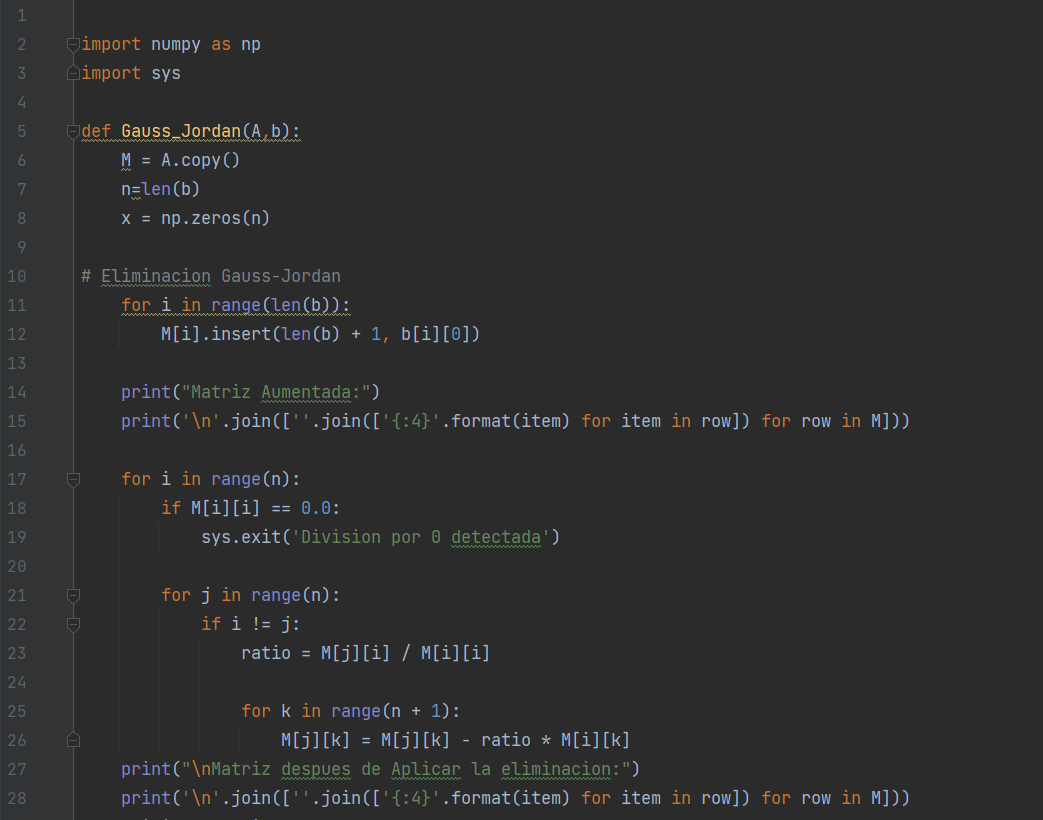 1
2 import numpy as np
3 import sys
4
5 def Gauss_Jordan(A,b):
6     M = A.copy()
7     n=len(b)
8     x = np.zeros(n)
9
10 # Eliminacion Gauss-Jordan
11     for i in range(len(b)):
12         M[i].insert(len(b) + 1, b[i][0])
13
14     print("Matriz Aumentada:")
15     print('\n'.join([''.join(['{:4}'.format(item) for item in row]) for row in M]))
16
17     for i in range(n):
18         if M[i][i] == 0.0:
19             sys.exit('Division por 0 detectada')
20
21         for j in range(n):
22             if i != j:
23                 ratio = M[j][i] / M[i][i]
24
25                 for k in range(n + 1):
26                     M[j][k] = M[j][k] - ratio * M[i][k]
27     print("\nMatriz despues de Aplicar la eliminacion:")
28     print('\n'.join([''.join(['{:4}'.format(item) for item in row]) for row in M]))